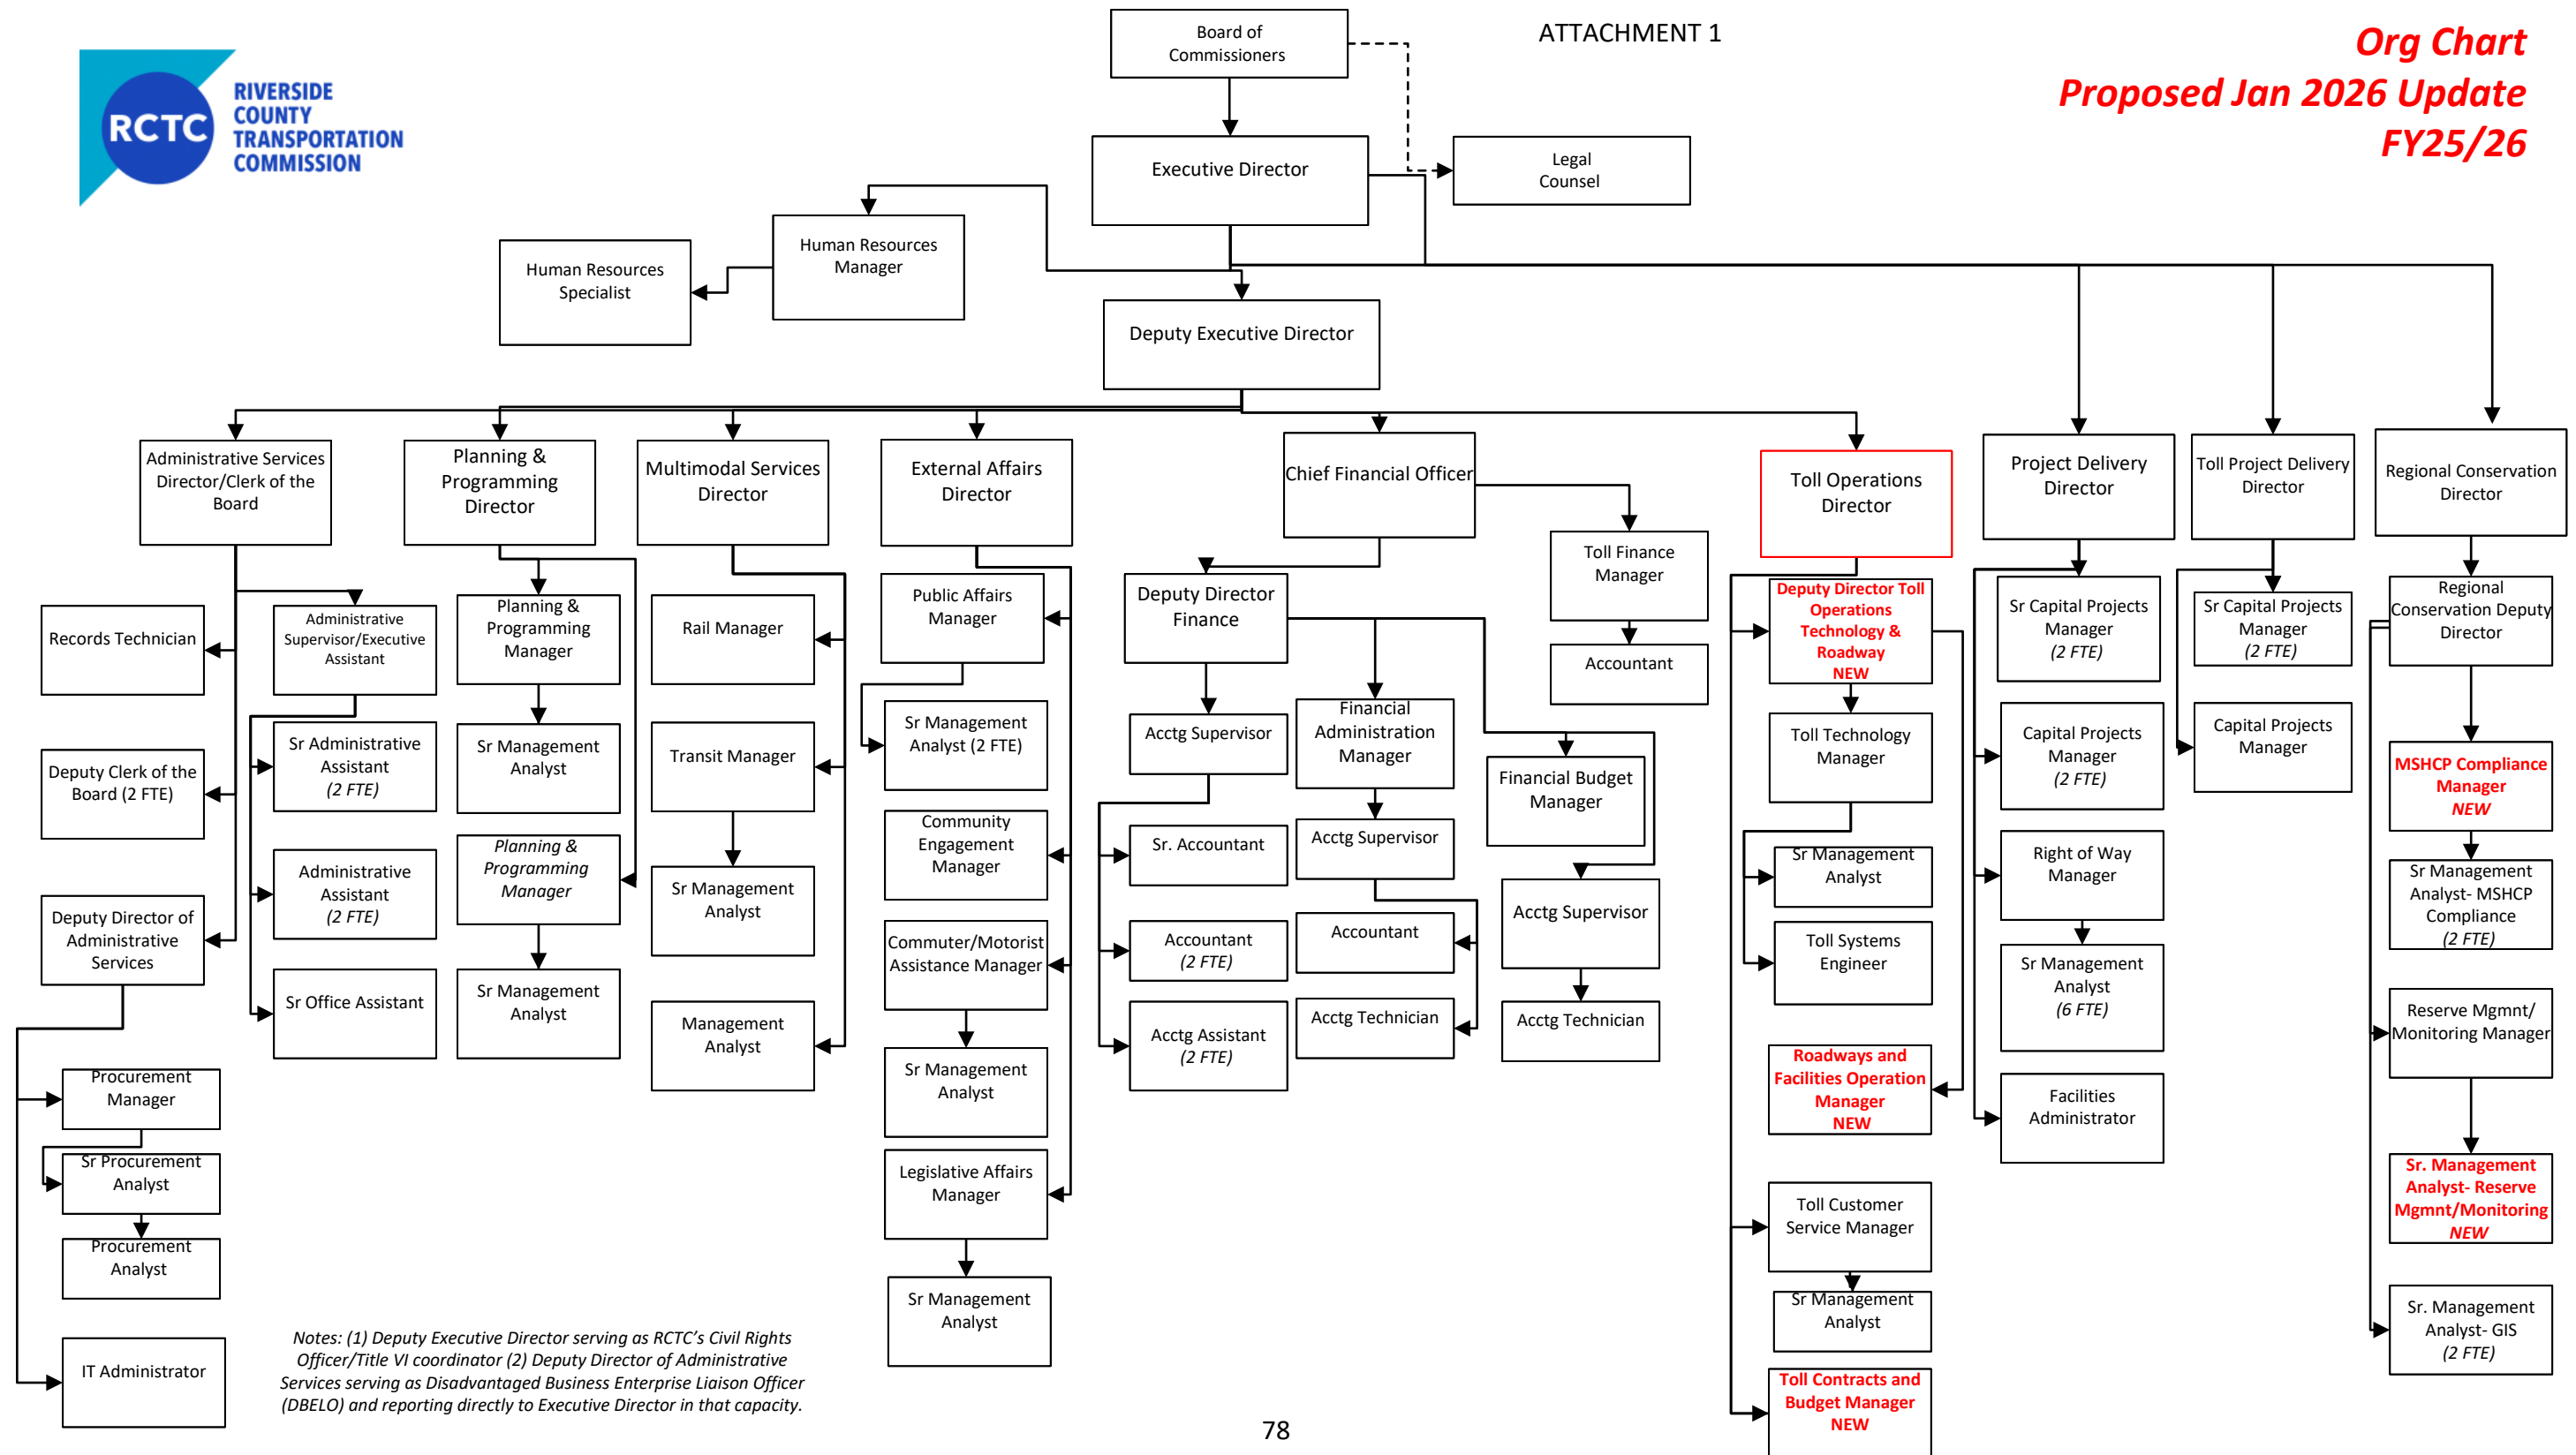 ATTACHMENT 1
Org Chart
Proposed Jan 2026 Update
FY25/26
RCTC
RIVERSIDE
COUNTY
TRANSPORTATION
COMMISSION
Board of
Commissioners
Executive Director
Legal
Counsel
Human Resources
Manager
Human Resources
Specialist
Deputy Executive Director
Administrative Services
Director/Clerk of the
Board
Records Technician
Administrative
Supervisor/Executive
Assistant
Deputy Clerk of the
Board (2 FTE)
Sr Administrative
Assistant
(2 FTE)
Administrative
Assistant
(2 FTE)
Sr Office Assistant
Deputy Director of
Administrative
Services
Procurement
Manager
Sr Procurement
Analyst
Procurement
Analyst
IT Administrator
Planning &
Programming
Director
Planning &
Programming
Manager
Sr Management
Analyst
Planning &
Programming
Manager
Sr Management
Analyst
Multimodal Services
Director
Rail Manager
Transit Manager
Sr Management
Analyst
Management
Analyst
External Affairs
Director
Public Affairs
Manager
Sr Management
Analyst (2 FTE)
Community
Engagement
Manager
Commuter/Motorist
Assistance Manager
Sr Management
Analyst
Legislative Affairs
Manager
Sr Management
Analyst
Chief Financial Officer
Deputy Director
Finance
Toll Finance
Manager
Accountant
Acctg Supervisor
Sr. Accountant
Accountant
(2 FTE)
Acctg Assistant
(2 FTE)
Financial
Administration
Manager
Acctg Supervisor
Accountant
Acctg Technician
Financial Budget
Manager
Acctg Supervisor
Acctg Technician
Toll Operations
Director
Deputy Director Toll
Operations
Technology &
Roadway
NEW
Toll Technology
Manager
Sr Management
Analyst
Toll Systems
Engineer
Roadways and
Facilities Operation
Manager
NEW
Toll Customer
Service Manager
Sr Management
Analyst
Toll Contracts and
Budget Manager
NEW
Project Delivery
Director
Sr Capital Projects
Manager
(2 FTE)
Capital Projects
Manager
(2 FTE)
Right of Way
Manager
Sr Management
Analyst
(6 FTE)
Facilities
Administrator
Toll Project Delivery
Director
Sr Capital Projects
Manager
(2 FTE)
Capital Projects
Manager
Regional Conservation
Director
Regional
Conservation Deputy
Director
MSHCP Compliance
Manager
NEW
Sr Management
Analyst- MSHCP
Compliance
(2 FTE)
Reserve Mgmnt/
Monitoring Manager
Sr. Management
Analyst- Reserve
Mgmnt/Monitoring
NEW
Sr. Management
Analyst- GIS
(2 FTE)
Notes: (1) Deputy Executive Director serving as RCTC’s Civil Rights
Officer/Title VI coordinator (2) Deputy Director of Administrative
Services serving as Disadvantaged Business Enterprise Liaison Officer
(DBELO) and reporting directly to Executive Director in that capacity.
78